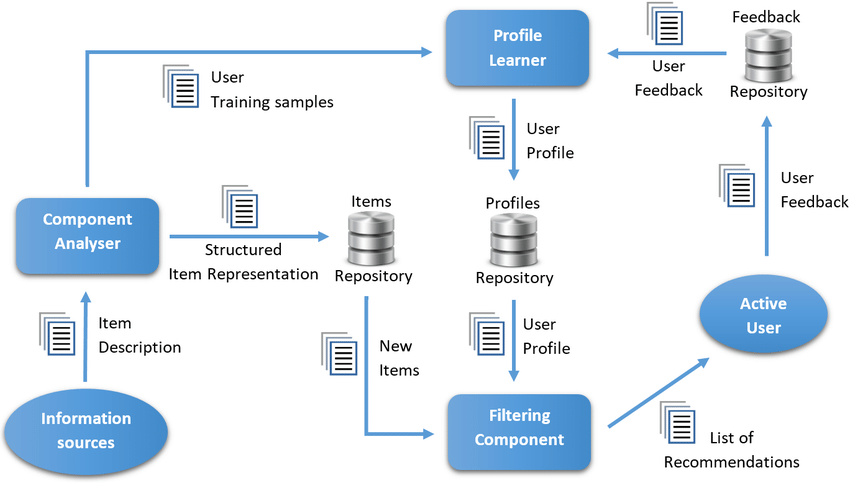 Profile
Learner
Feedback
Repository
User
Feedback
User
Training samples
User
Profile
Component
Analyser
Structured
Item Representation
Items
Repository
Profiles
Repository
User
Feedback
Active
User
Item
Description
New
Items
User
Profile
Information
sources
Filtering
Component
List of
Recommendations